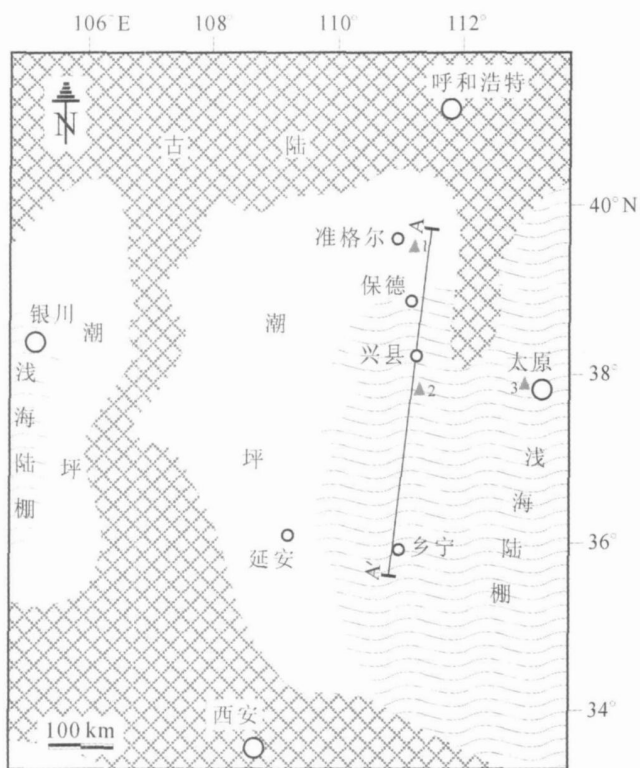 106°E 108° 110° 112°
呼和浩特
N
古 陆
40°N
A
准格尔
1
保德
银川
潮
潮
兴县
太原
38°
2
3
浅海陆棚
坪
坪
浅海陆棚
延安
乡宁
36°
A'
西安
34°
100 km